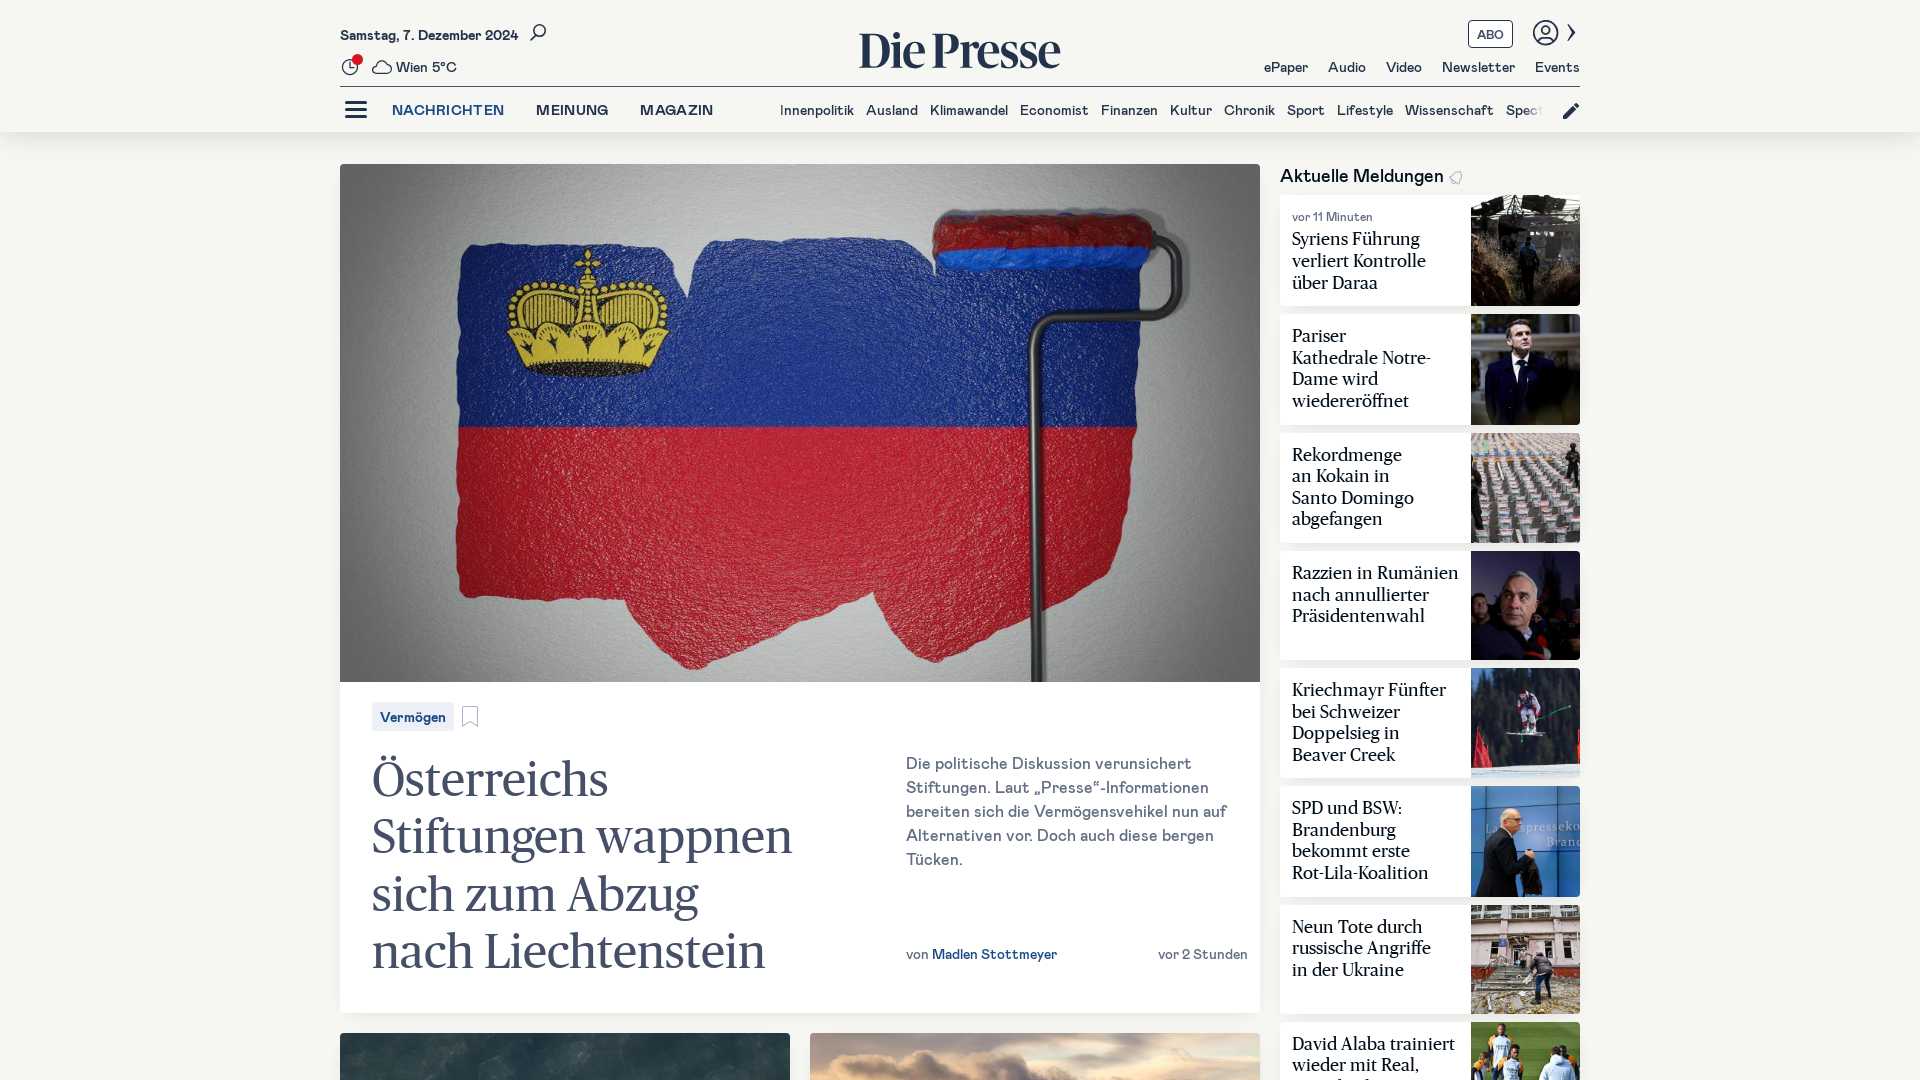 Samstag, 7. Dezember 2024
Wien 5°C
Die Presse
ABO
ePaper Audio Video Newsletter Events
NACHRICHTEN MEINUNG MAGAZIN
Innenpolitik Ausland Klimawandel Economist Finanzen Kultur Chronik Sport Lifestyle Wissenschaft Spect
Vermögen
Österreichs
Stiftungen wappnen
sich zum Abzug
nach Liechtenstein
Die politische Diskussion verunsichert
Stiftungen. Laut „Presse“-Informationen
bereiten sich die Vermögensvehikel nun auf
Alternativen vor. Doch auch diese bergen
Tücken.
von Madlen Stottmeyer
vor 2 Stunden
Aktuelle Meldungen
vor 11 Minuten
Syriens Führung
verliert Kontrolle
über Daraa
Pariser
Kathedrale Notre-
Dame wird
wiedereröffnet
Rekordmenge
an Kokain in
Santo Domingo
abgefangen
Razzien in Rumänien
nach annullierter
Präsidentenwahl
Kriechmayr Fünfter
bei Schweizer
Doppelsieg in
Beaver Creek
SPD und BSW:
Brandenburg
bekommt erste
Rot-Lila-Koalition
Neun Tote durch
russische Angriffe
in der Ukraine
David Alaba trainiert
wieder mit Real,